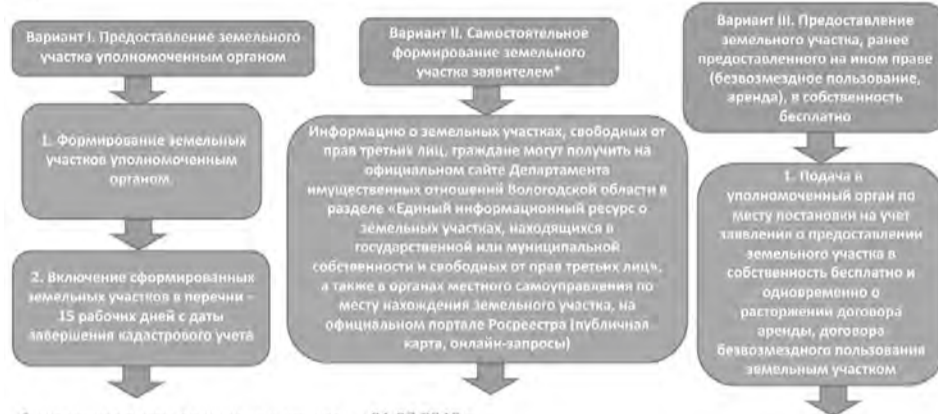 Вариант I. Предоставление земельного
участка уполномоченным органом
1. Формирование земельных
участков уполномоченным
органом.
2. Включение сформированных
земельных участков в перечни –
15 рабочих дней с даты
завершения кадастрового учета
Вариант II. Самостоятельное
формирование земельного
участка заявителем*
Информацию о земельных участках, свободных от
прав третьих лиц, граждане могут получить на
официальном сайте Департамента
имущественных отношений Вологодской области в
разделе «Единый информационный ресурс о
земельных участках, находящихся в
государственной или муниципальной
собственности и свободных от прав третьих лиц»,
а также в органах местного самоуправления по
месту нахождения земельного участка, на
официальном портале Росреестра (публичная
карта, онлайн-запросы)
Вариант III. Предоставление
земельного участка, ранее
предоставленного на ином праве
(безвозмездное пользование,
аренда), в собственность
бесплатно
1. Подача в
уполномоченный орган по
месту постановки на учет
заявления о предоставлении
земельного участка в
собственность бесплатно и
одновременно о
расторжении договора
аренды, договора
безвозмездного пользования
земельным участком